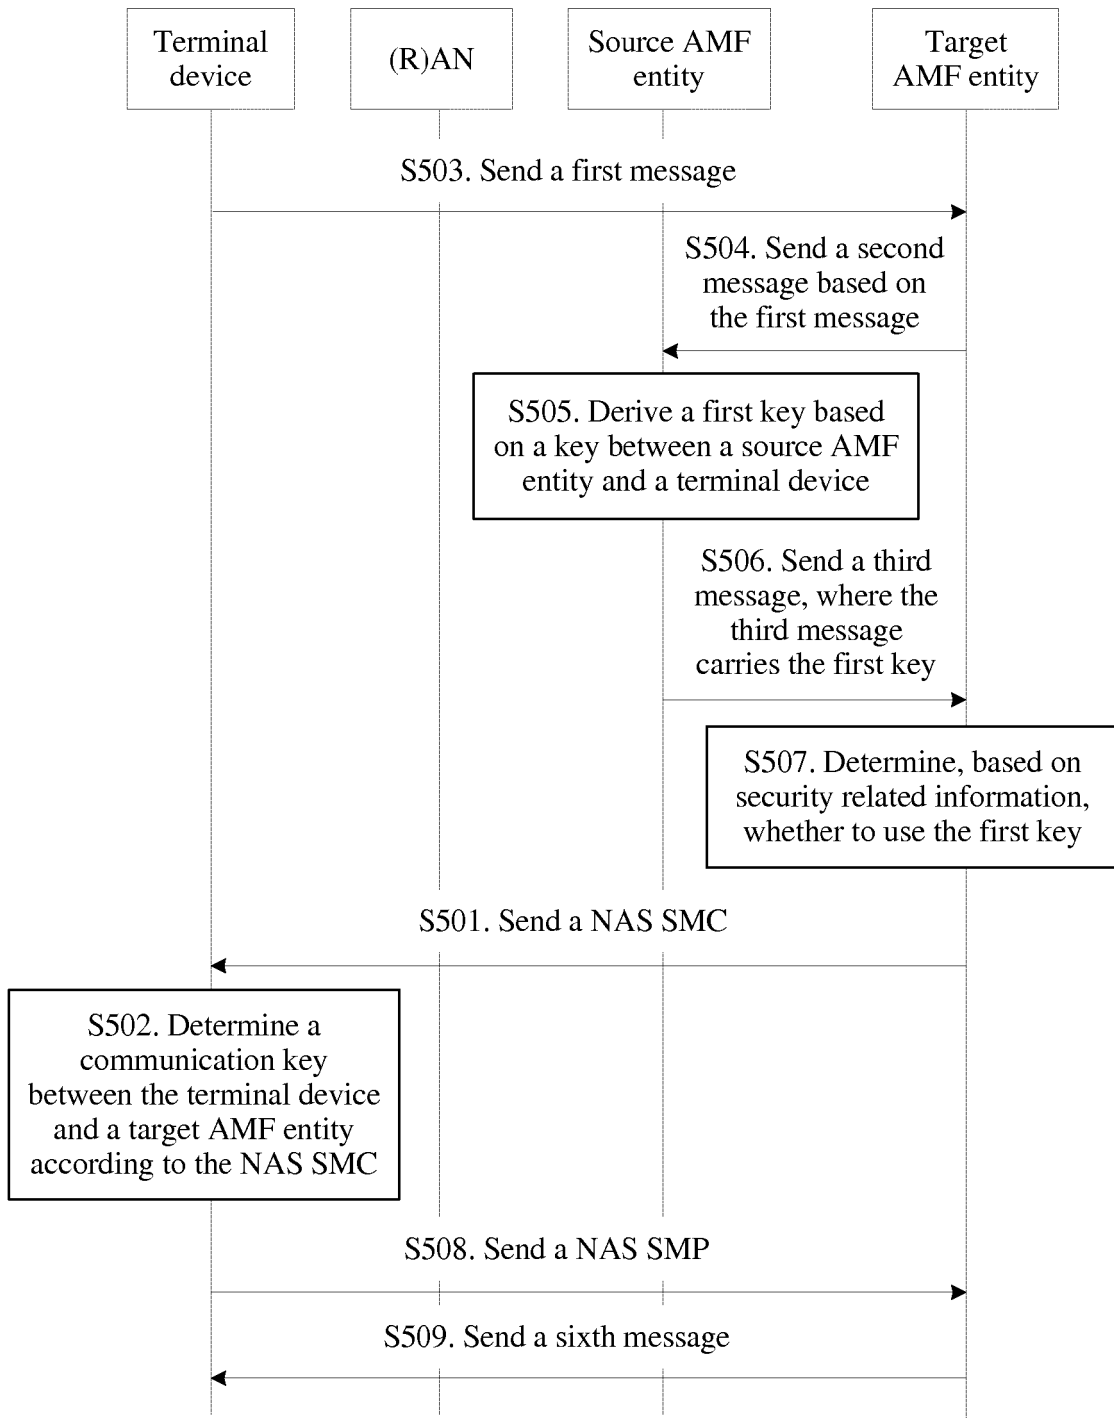 Terminal
device
(R)AN
Source AMF
entity
Target
AMF entity
S503. Send a first message
S504. Send a second
message based on
the first message
S505. Derive a first key based
on a key between a source AMF
entity and a terminal device
S506. Send a third
message, where the
third message
carries the first key
S507. Determine, based on
security related information,
whether to use the first key
S501. Send a NAS SMC
S502. Determine a
communication key
between the terminal device
and a target AMF entity
according to the NAS SMC
S508. Send a NAS SMP
S509. Send a sixth message